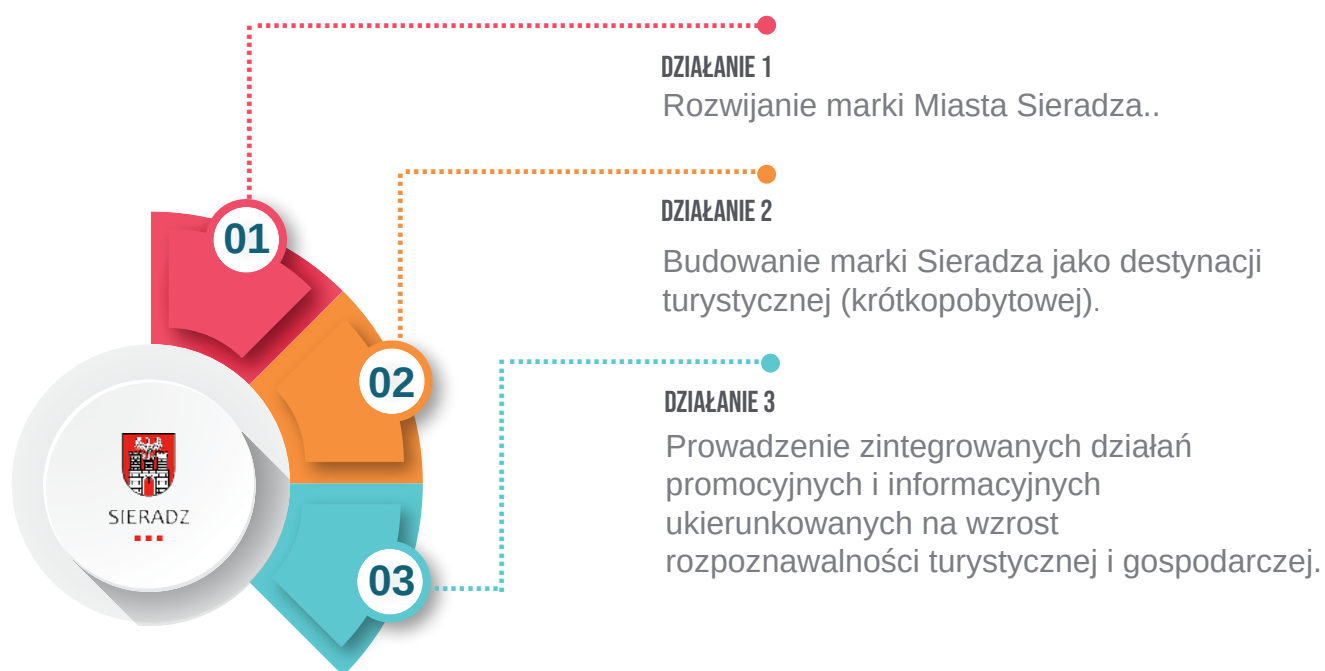 DZIAŁANIE 1
Rozwijanie marki Miasta Sieradza..
01
DZIAŁANIE 2
Budowanie marki Sieradza jako destynacji
turystycznej (krótkopobytowej).
02
DZIAŁANIE 3
Prowadzenie zintegrowanych działań
promocyjnych i informacyjnych
ukierunkowanych na wzrost
rozpoznawalności turystycznej i gospodarczej.
03
SIERADZ